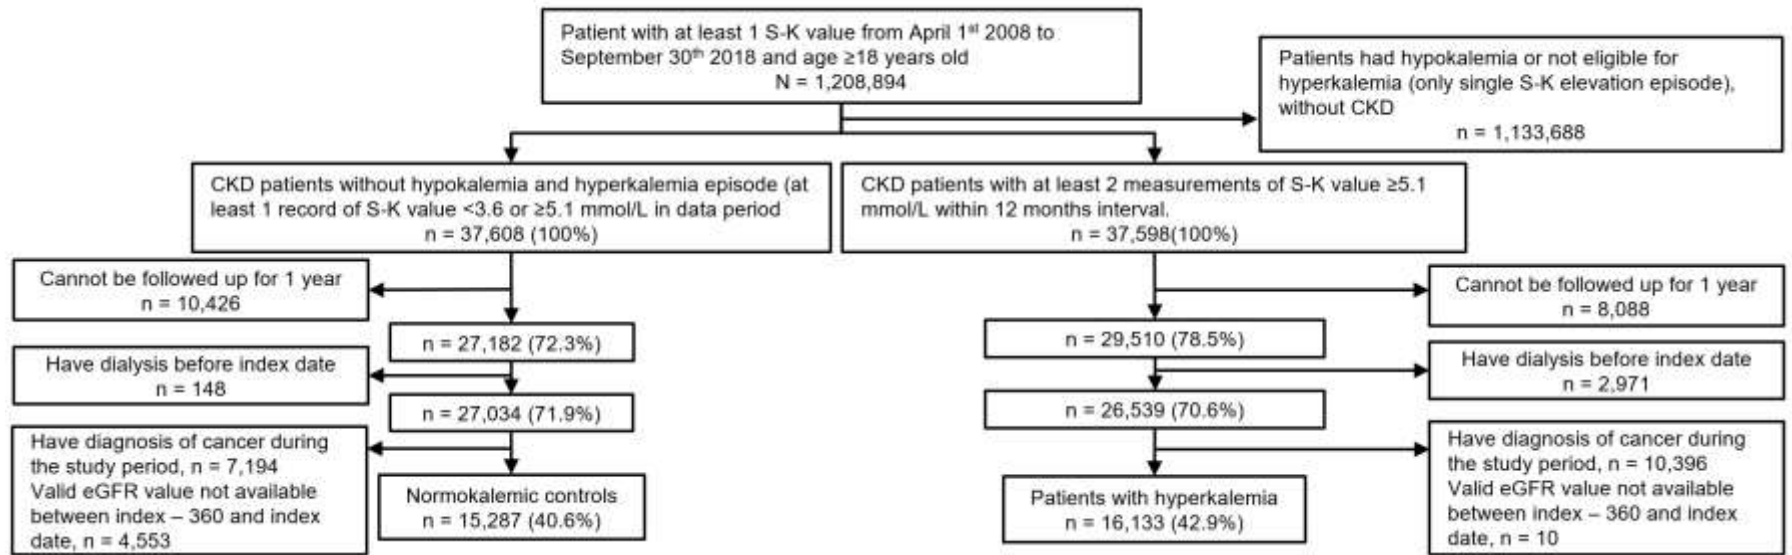 Patient with at least 1 S-K value from April 1st 2008 to
September 30th 2018 and age ≥18 years old
N = 1,208,894
Patients had hypokalemia or not eligible for
hyperkalemia (only single S-K elevation episode),
without CKD
n = 1,133,688
CKD patients without hypokalemia and hyperkalemia episode (at
least 1 record of S-K value <3.6 or ≥5.1 mmol/L in data period
n = 37,608 (100%)
CKD patients with at least 2 measurements of S-K value ≥5.1
mmol/L within 12 months interval.
n = 37,598(100%)
Cannot be followed up for 1 year
n = 10,426
Cannot be followed up for 1 year
n = 8,088
n = 27,182 (72.3%)
n = 29,510 (78.5%)
Have dialysis before index date
n = 148
Have dialysis before index date
n = 2,971
n = 27,034 (71.9%)
n = 26,539 (70.6%)
Have diagnosis of cancer during
the study period, n = 7,194
Valid eGFR value not available
between index – 360 and index
date, n = 4,553
Have diagnosis of cancer during
the study period, n = 10,396
Valid eGFR value not available
between index – 360 and index
date, n = 10
Normokalemic controls
n = 15,287 (40.6%)
Patients with hyperkalemia
n = 16,133 (42.9%)